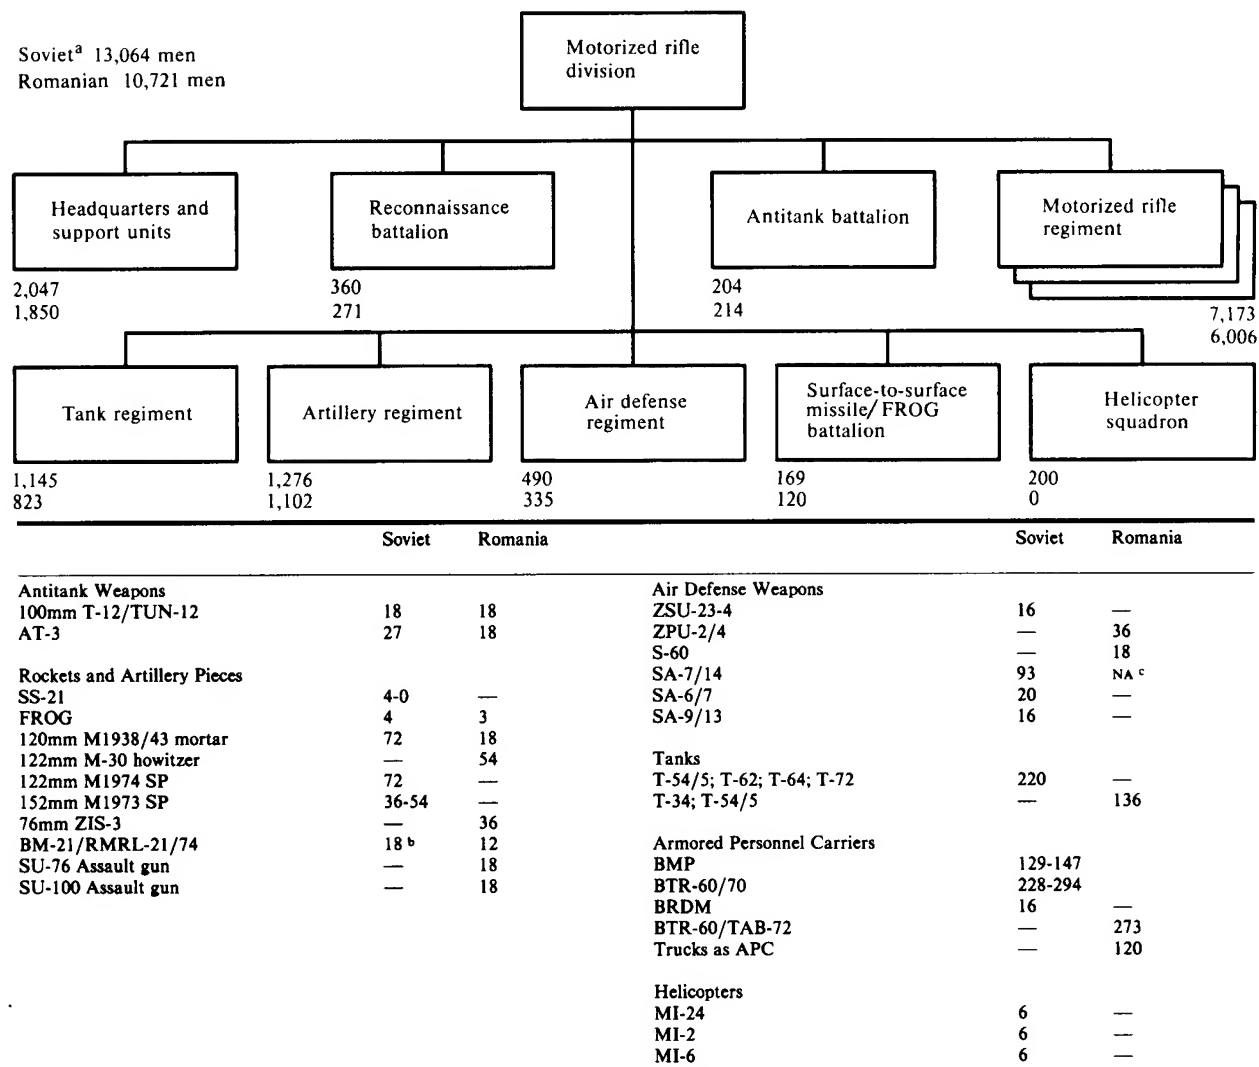 Sovietᵃ 13,064 men
Romanian 10,721 men
Motorized rifle
division
Headquarters and
support units
2,047
1,850
Reconnaissance
battalion
360
271
Antitank battalion
204
214
Motorized rifle
regiment
7,173
6,006
Tank regiment
1,145
823
Artillery regiment
1,276
1,102
Air defense
regiment
490
335
Surface-to-surface
missile/FROG
battalion
169
120
Helicopter
squadron
200
0
Soviet Romania
Antitank Weapons
100mm T-12/TUN-12 18 18
AT-3 27 18
Rockets and Artillery Pieces
SS-21 4-0 —
FROG 4 3
120mm M1938/43 mortar 72 18
122mm M-30 howitzer — 54
122mm M1974 SP 72 —
152mm M1973 SP 36-54 —
76mm ZIS-3 — 36
BM-21/RMRL-21/74 18 ᵇ 12
SU-76 Assault gun — 18
SU-100 Assault gun — 18
Soviet Romania
Air Defense Weapons
ZSU-23-4 16 —
ZPU-2/4 — 36
S-60 — 18
SA-7/14 93 NA ᶜ
SA-6/7 20 —
SA-9/13 16 —
Tanks
T-54/5; T-62; T-64; T-72 220 —
T-34; T-54/5 — 136
Armored Personnel Carriers
BMP 129-147
BTR-60/70 228-294
BRDM 16 —
BTR-60/TAB-72 — 273
Trucks as APC — 120
Helicopters
MI-24 6 —
MI-2 6 —
MI-6 6 —